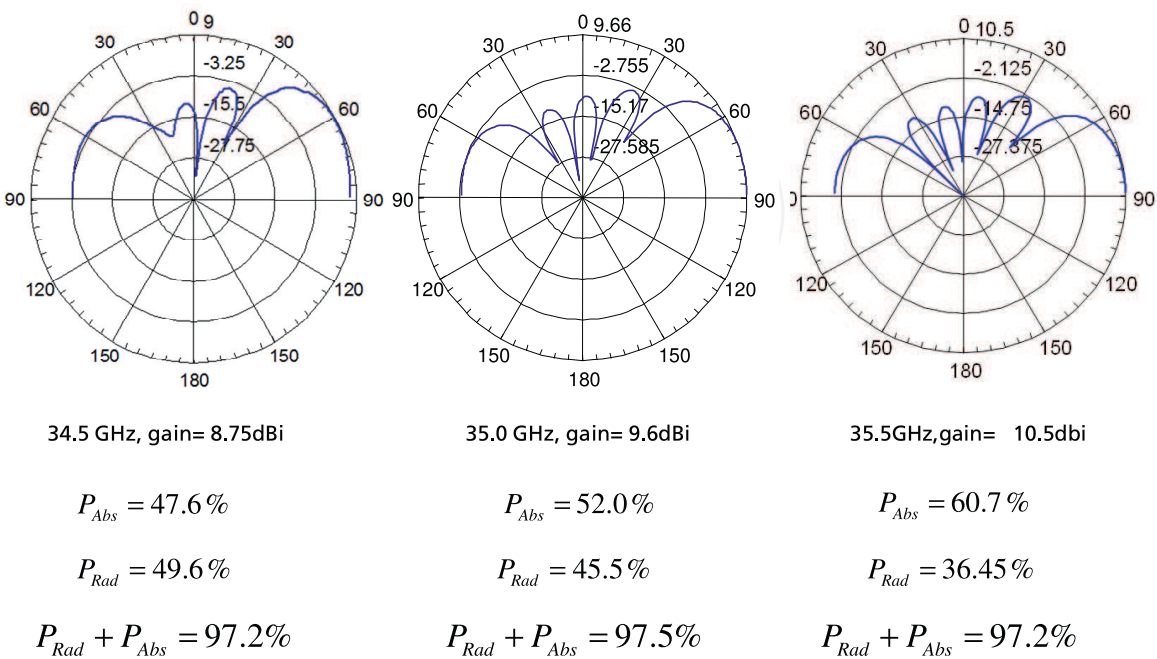 0 9
30 30
-3.25
60 -15.5 60
-27.75
90 90
120 120
150 150
180
0 9.66
30 30
-2.755
60 -15.17 60
-27.585
90 90
120 120
150 150
180
0 10.5
30 30
-2.125
60 -14.75 60
-27.375
90
120 120
150 150
180
34.5 GHz, gain= 8.75dBi
P_Abs = 47.6%
P_Rad = 49.6%
P_Rad + P_Abs = 97.2%
35.0 GHz, gain= 9.6dBi
P_Abs = 52.0%
P_Rad = 45.5%
P_Rad + P_Abs = 97.5%
35.5GHz,gain= 10.5dbi
P_Abs = 60.7%
P_Rad = 36.45%
P_Rad + P_Abs = 97.2%